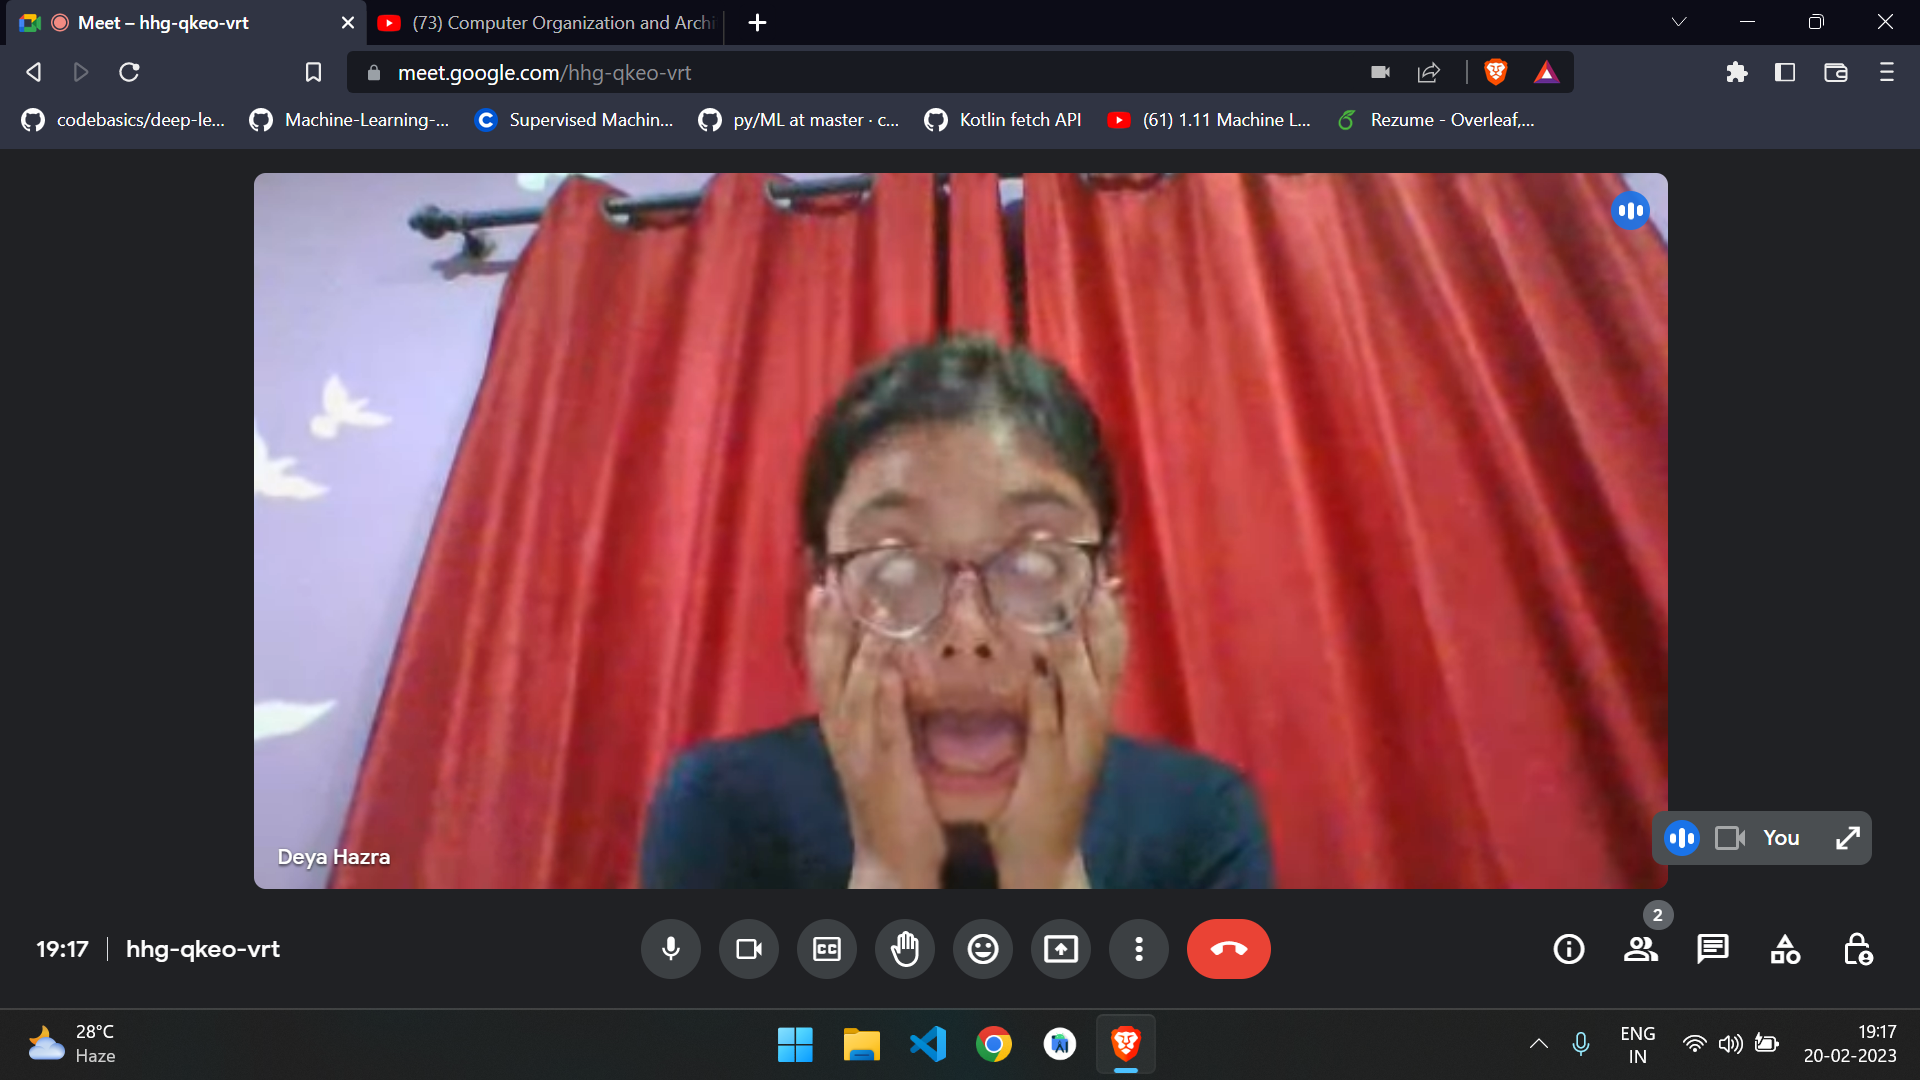 Meet – hhg-qkeo-vrt
(73) Computer Organization and Archi
meet.google.com/hhg-qkeo-vrt
codebasics/deep-le...
Machine-Learning-...
Supervised Machin...
py/ML at master · c...
Kotlin fetch API
(61) 1.11 Machine L...
Rezume - Overleaf,...
Deya Hazra
You
2
19:17
hhg-qkeo-vrt
CC
28°C
Haze
ENG
IN
19:17
20-02-2023